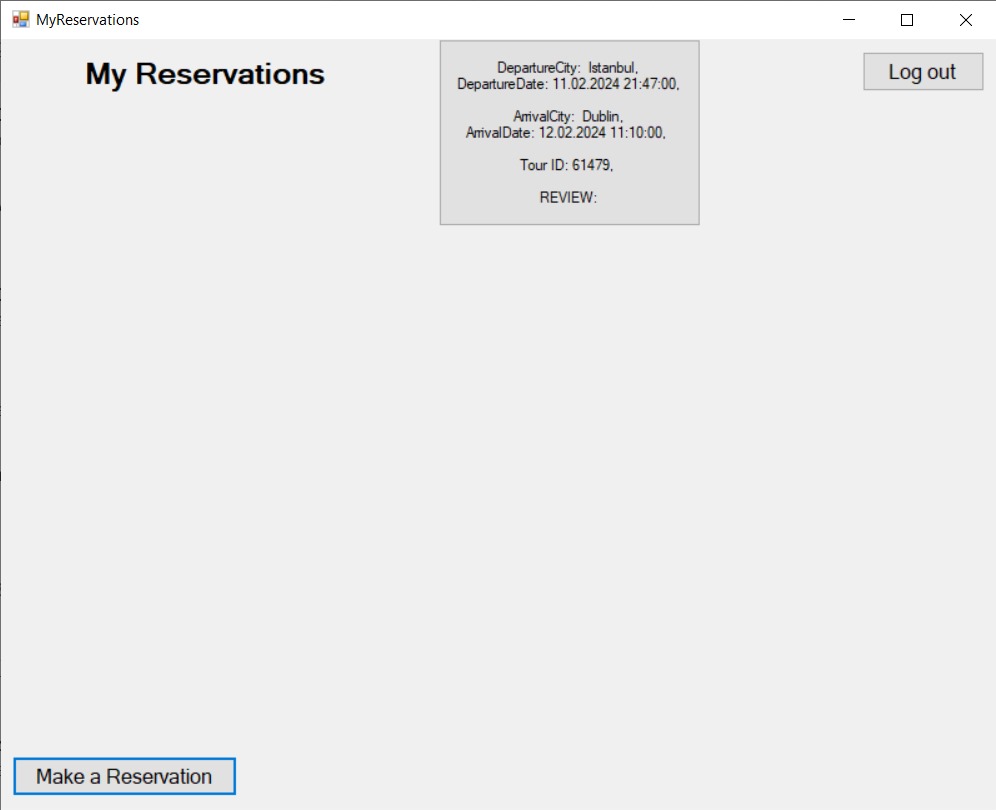 MyReservations
My Reservations
DepartureCity:  Istanbul,
DepartureDate: 11.02.2024 21:47:00,
ArrivalCity:  Dublin,
ArrivalDate: 12.02.2024 11:10:00,
Tour ID: 61479,
REVIEW:
Log out
Make a Reservation